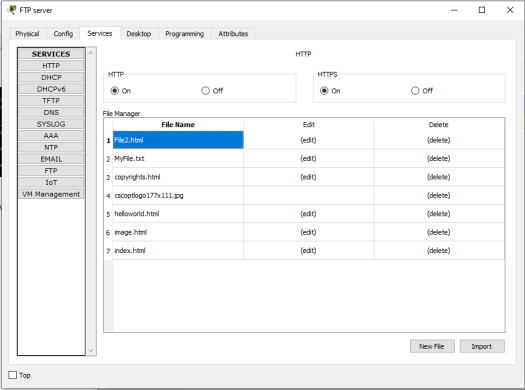 FTP server
Physical Config Services Desktop Programming Attributes
SERVICES
HTTP
DHCP
DHCPv6
TFTP
DNS
SYSLOG
AAA
NTP
EMAIL
FTP
IoT
VM Management
HTTP
HTTP
On Off
HTTPS
On Off
File Manager
File Name Edit Delete
1 File2.html (edit) (delete)
2 MyFile.txt (edit) (delete)
3 copyrights.html (edit) (delete)
4 cscoptlogo177x111.jpg (delete)
5 helloworld.html (edit) (delete)
6 image.html (edit) (delete)
7 index.html (edit) (delete)
New File Import
Top